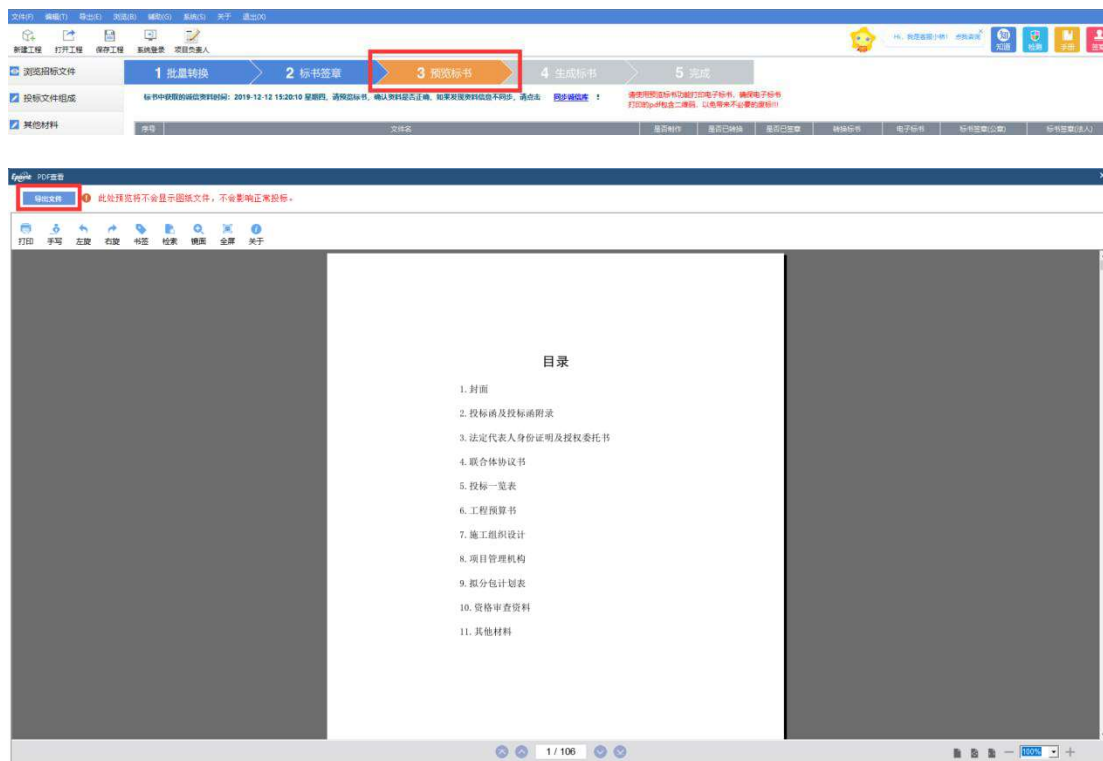 文件(F) 编辑(T) 导出(E) 浏览(B) 辅助(G) 系统(S) 关于 退出(X)
新建工程 打开工程 保存工程 系统登录 项目负责人
Hi, 我是客服小桥! 点我咨询
知道 检测 手册
浏览招标文件
1 批量转换 2 标书签章 3 预览标书 4 生成标书 5 完成
投标文件组成
标书中获取的诚信资料时间: 2019-12-12 15:20:10 星期四, 请预览标书, 确认资料是否正确, 如果发现资料信息不同步, 请点击 同步诚信库 !
请使用预览标书功能打印电子标书, 确保电子标书
打印的pdf包含二维码, 以免带来不必要的废标!!!
其他材料
序号 文件名 是否制作 是否已转换 是否已签章 转换标书 电子标书 标书签章(公章) 标书签章(法人)
Epoint PDF查看
导出文件 此处预览将不会显示图纸文件, 不会影响正常投标。
打印 手写 左旋 右旋 书签 检索 镜面 全屏 关于
目录
1. 封面
2. 投标函及投标函附录
3. 法定代表人身份证明及授权委托书
4. 联合体协议书
5. 投标一览表
6. 工程预算书
7. 施工组织设计
8. 项目管理机构
9. 拟分包计划表
10. 资格审查资料
11. 其他材料
1 / 106
100%